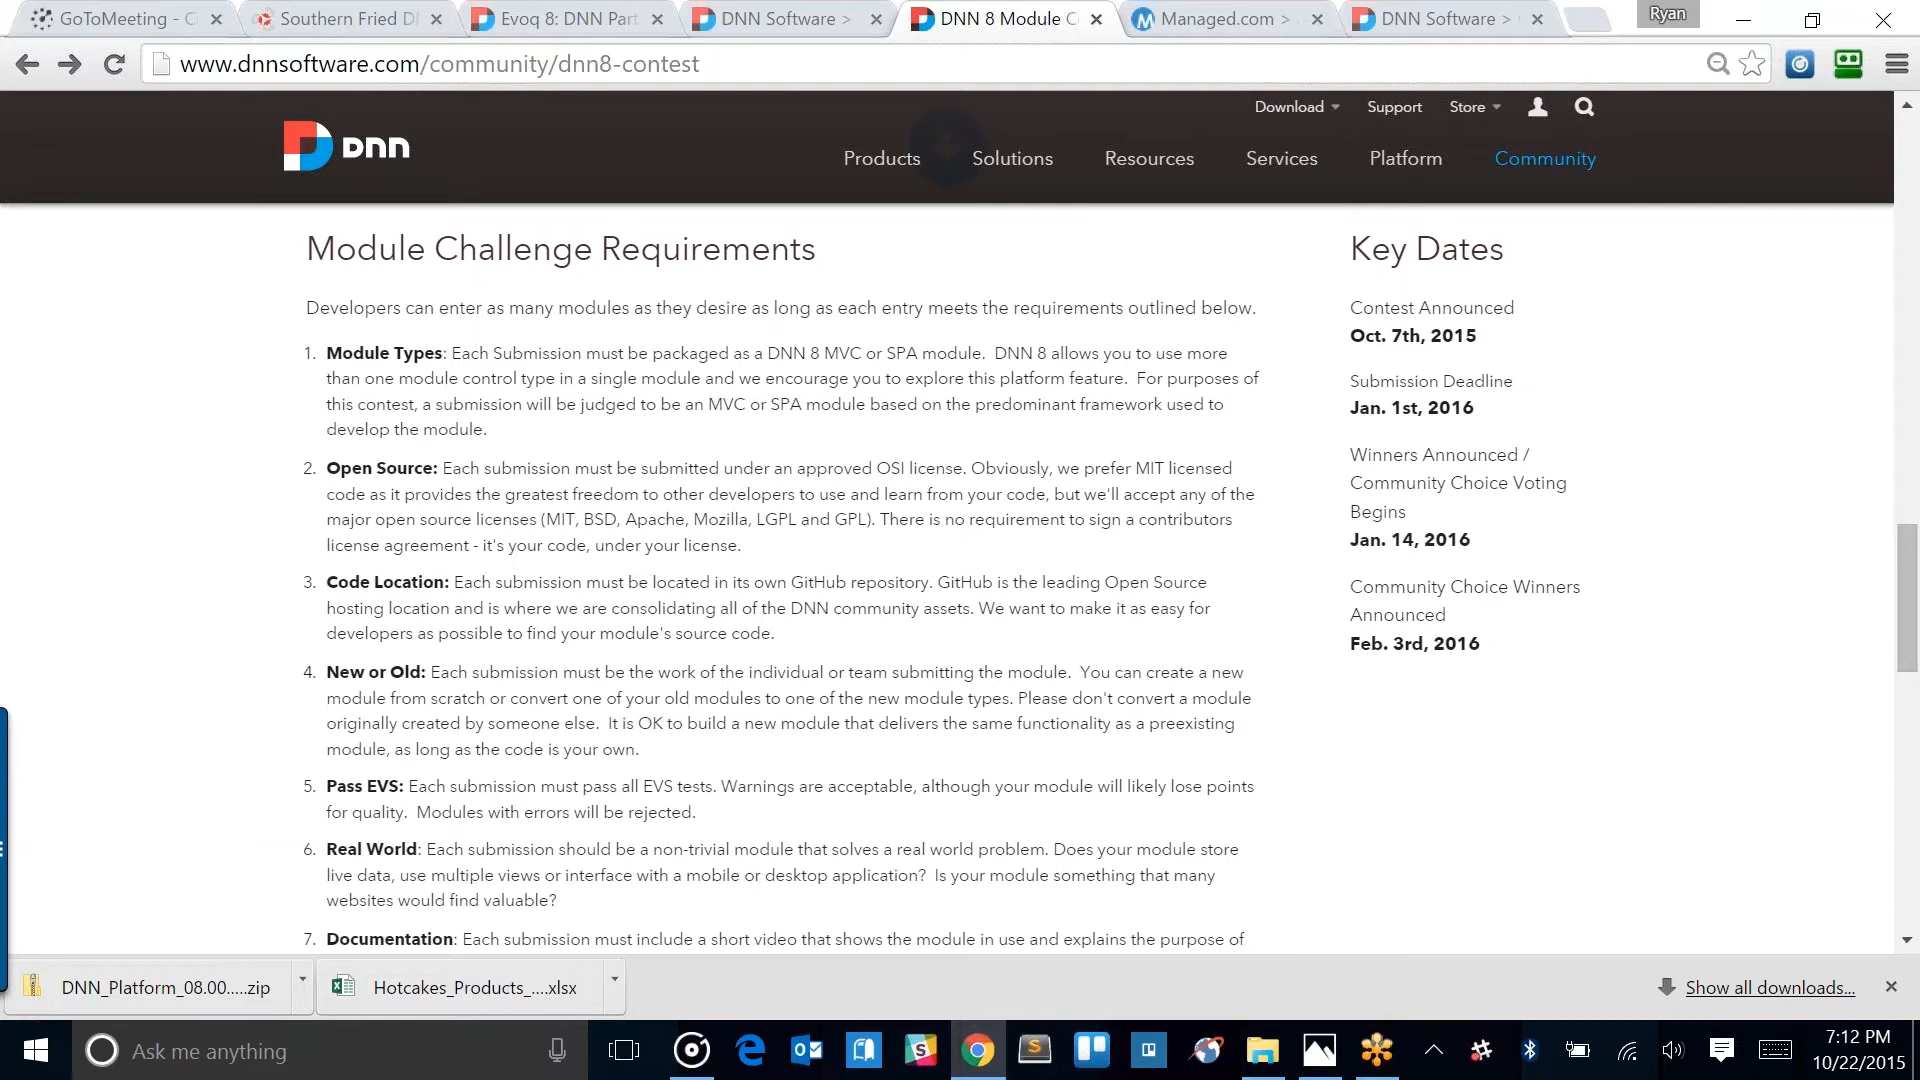 GoToMeeting - C
Southern Fried D
Evoq 8: DNN Part
DNN Software >
DNN 8 Module C
Managed.com >
DNN Software >
Ryan
www.dnnsoftware.com/community/dnn8-contest
Download
Support
Store
DNN
Products
Solutions
Resources
Services
Platform
Community
Module Challenge Requirements
Developers can enter as many modules as they desire as long as each entry meets the requirements outlined below.
1. Module Types: Each Submission must be packaged as a DNN 8 MVC or SPA module. DNN 8 allows you to use more
than one module control type in a single module and we encourage you to explore this platform feature. For purposes of
this contest, a submission will be judged to be an MVC or SPA module based on the predominant framework used to
develop the module.
2. Open Source: Each submission must be submitted under an approved OSI license. Obviously, we prefer MIT licensed
code as it provides the greatest freedom to other developers to use and learn from your code, but we'll accept any of the
major open source licenses (MIT, BSD, Apache, Mozilla, LGPL and GPL). There is no requirement to sign a contributors
license agreement - it's your code, under your license.
3. Code Location: Each submission must be located in its own GitHub repository. GitHub is the leading Open Source
hosting location and is where we are consolidating all of the DNN community assets. We want to make it as easy for
developers as possible to find your module's source code.
4. New or Old: Each submission must be the work of the individual or team submitting the module. You can create a new
module from scratch or convert one of your old modules to one of the new module types. Please don't convert a module
originally created by someone else. It is OK to build a new module that delivers the same functionality as a preexisting
module, as long as the code is your own.
5. Pass EVS: Each submission must pass all EVS tests. Warnings are acceptable, although your module will likely lose points
for quality. Modules with errors will be rejected.
6. Real World: Each submission should be a non-trivial module that solves a real world problem. Does your module store
live data, use multiple views or interface with a mobile or desktop application? Is your module something that many
websites would find valuable?
7. Documentation: Each submission must include a short video that shows the module in use and explains the purpose of
Key Dates
Contest Announced
Oct. 7th, 2015
Submission Deadline
Jan. 1st, 2016
Winners Announced /
Community Choice Voting
Begins
Jan. 14, 2016
Community Choice Winners
Announced
Feb. 3rd, 2016
DNN_Platform_08.00.....zip
Hotcakes_Products_....xlsx
Show all downloads...
Ask me anything
7:12 PM
10/22/2015